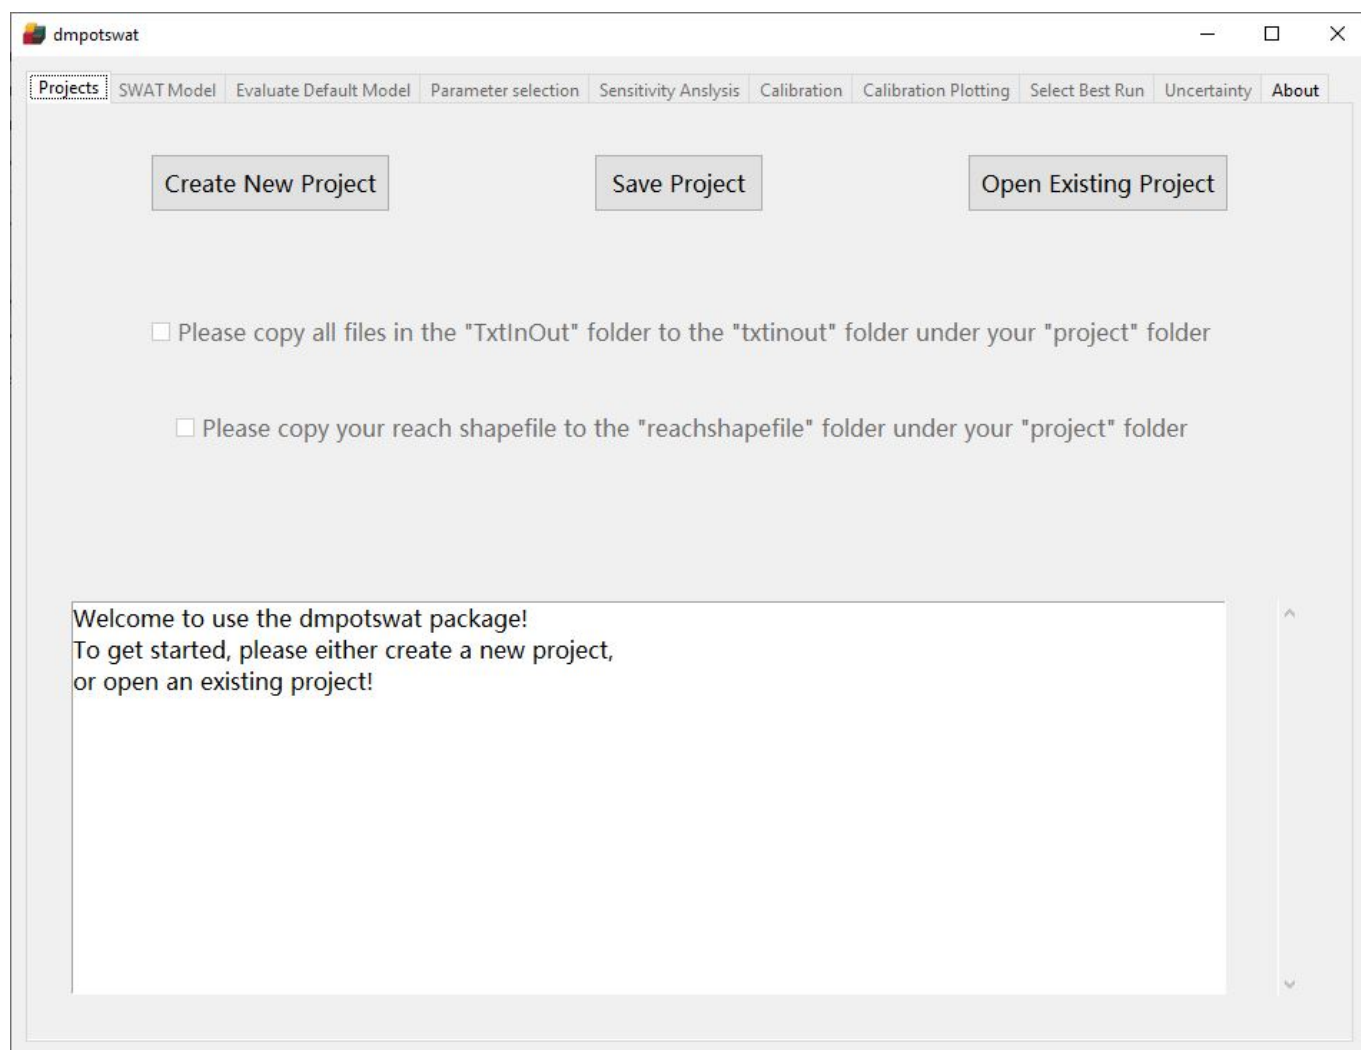 dmpotswat
Projects SWAT Model Evaluate Default Model Parameter selection Sensitivity Anslysis Calibration Calibration Plotting Select Best Run Uncertainty About
Create New Project Save Project Open Existing Project
Please copy all files in the "TxtInOut" folder to the "txtinout" folder under your "project" folder
Please copy your reach shapefile to the "reachshapefile" folder under your "project" folder
Welcome to use the dmpotswat package!
To get started, please either create a new project,
or open an existing project!